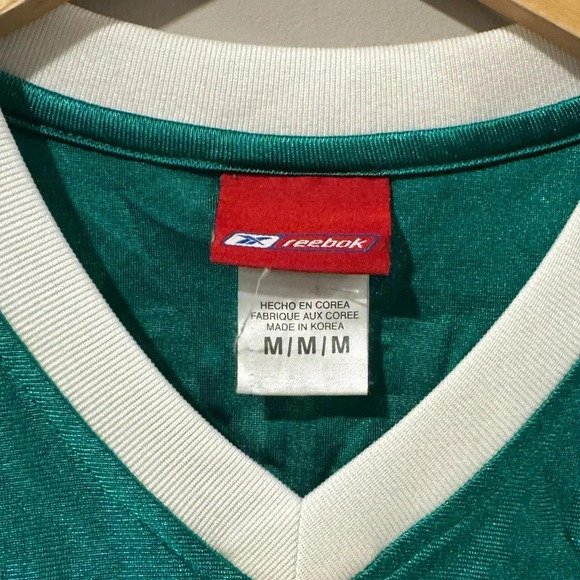 reebok
HECHO EN COREA
FABRIQUE AUX COREE
MADE IN KOREA
M/M/M